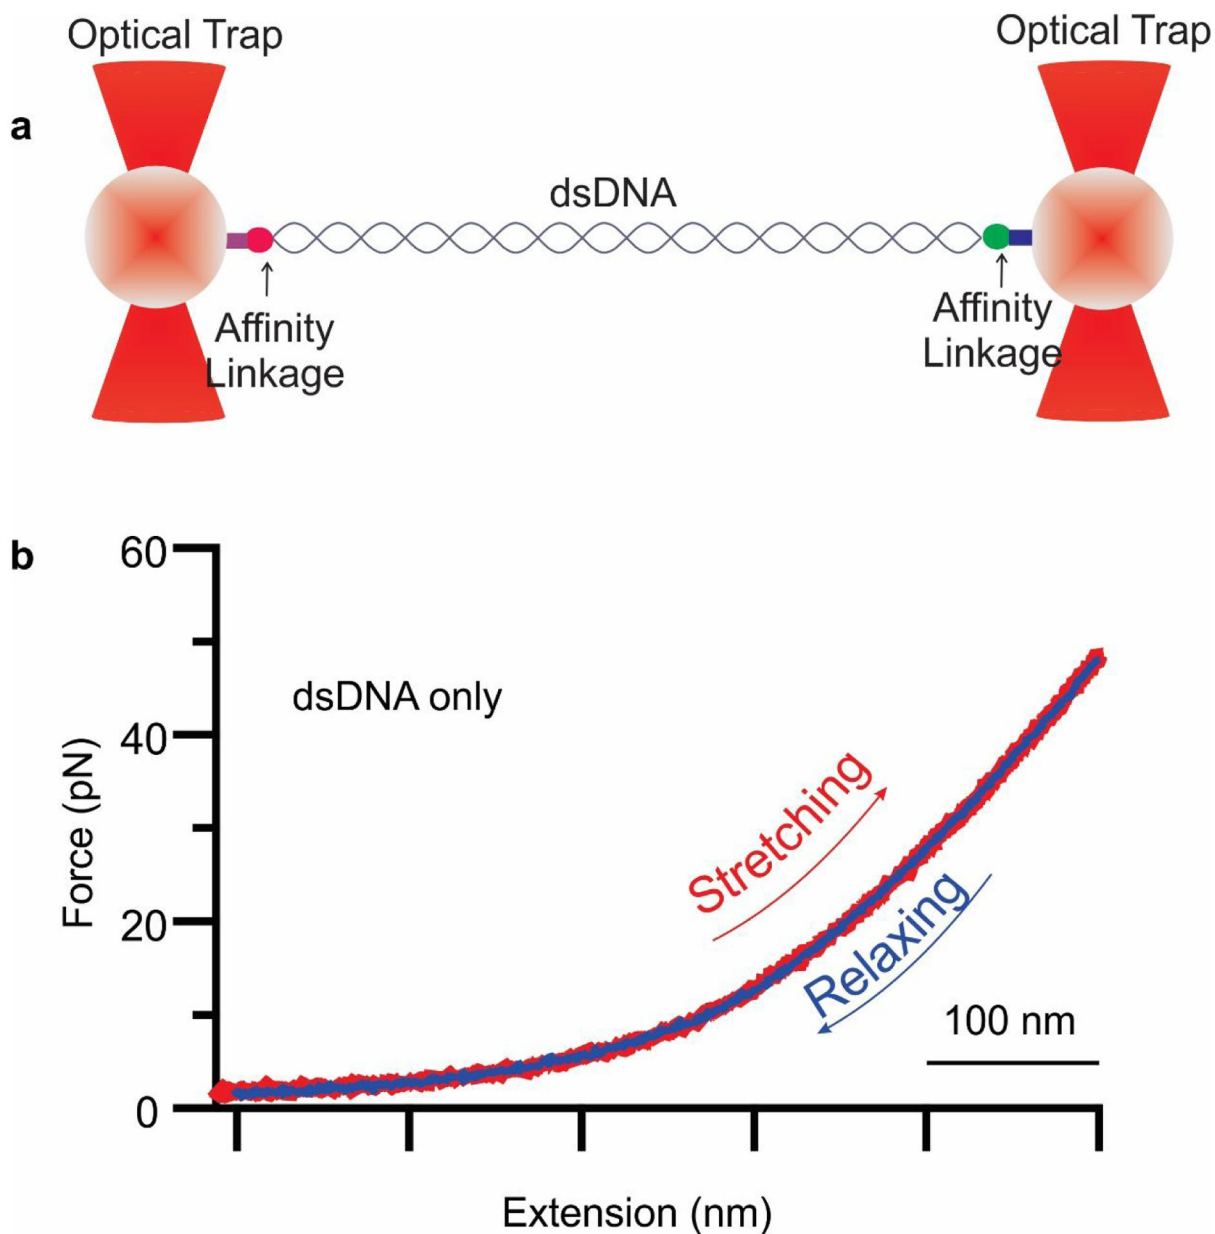 Optical Trap
Optical Trap
a
dsDNA
Affinity
Linkage
Affinity
Linkage
b
60
dsDNA only
40
Force (pN)
Stretching
20
Relaxing
100 nm
0
Extension (nm)